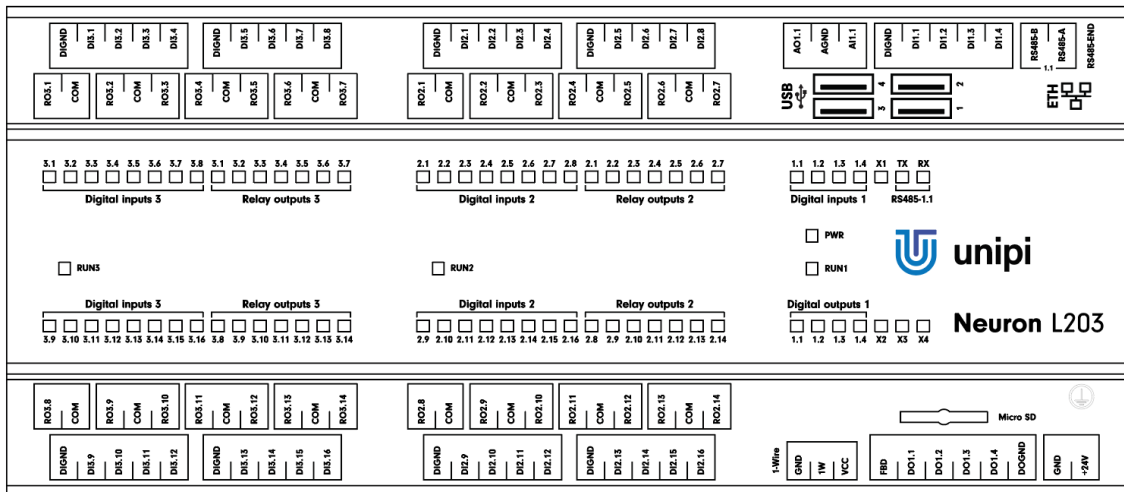 DIGND DI3.1 DI3.2 DI3.3 DI3.4 DI3.5 DI3.6 DI3.7 DI3.8 DIGND DI2.1 DI2.2 DI2.3 DI2.4 DIGND DI2.5 DI2.6 DI2.7 DI2.8 AO1.1 AGND AI1.1 DIGND DI1.1 DI1.2 DI1.3 DI1.4 RS485-B RS485-A RS485-END
1.1
RO3.1 COM RO3.2 COM RO3.3 RO3.4 COM RO3.5 RO3.6 COM RO3.7 RO2.1 COM RO2.2 COM RO2.3 RO2.4 COM RO2.5 RO2.6 COM RO2.7 USB 4 2 ETH
3 1
3.1 3.2 3.3 3.4 3.5 3.6 3.7 3.8 3.1 3.2 3.3 3.4 3.5 3.6 3.7 2.1 2.2 2.3 2.4 2.5 2.6 2.7 2.8 2.1 2.2 2.3 2.4 2.5 2.6 2.7 1.1 1.2 1.3 1.4 X1 TX RX
Digital inputs 3 Relay outputs 3 Digital inputs 2 Relay outputs 2 Digital inputs 1 RS485-1.1
PWR
unipi
RUN3 RUN2 RUN1
Digital inputs 3 Relay outputs 3 Digital inputs 2 Relay outputs 2 Digital outputs 1
Neuron L203
3.9 3.10 3.11 3.12 3.13 3.14 3.15 3.16 3.8 3.9 3.10 3.11 3.12 3.13 3.14 2.9 2.10 2.11 2.12 2.13 2.14 2.15 2.16 2.8 2.9 2.10 2.11 2.12 2.13 2.14 1.1 1.2 1.3 1.4 X2 X3 X4
RO3.8 COM RO3.9 COM RO3.10 RO3.11 COM RO3.12 RO3.13 COM RO3.14 RO2.8 COM RO2.9 COM RO2.10 RO2.11 COM RO2.12 RO2.13 COM RO2.14
Micro SD
DIGND DI3.9 DI3.10 DI3.11 DI3.12 DIGND DI3.13 DI3.14 DI3.15 DI3.16 DIGND DI2.9 DI2.10 DI2.11 DI2.12 DIGND DI2.13 DI2.14 DI2.15 DI2.16 1-Wire GND 1W VCC FBD DO1.1 DO1.2 DO1.3 DO1.4 DOGND GND +24V